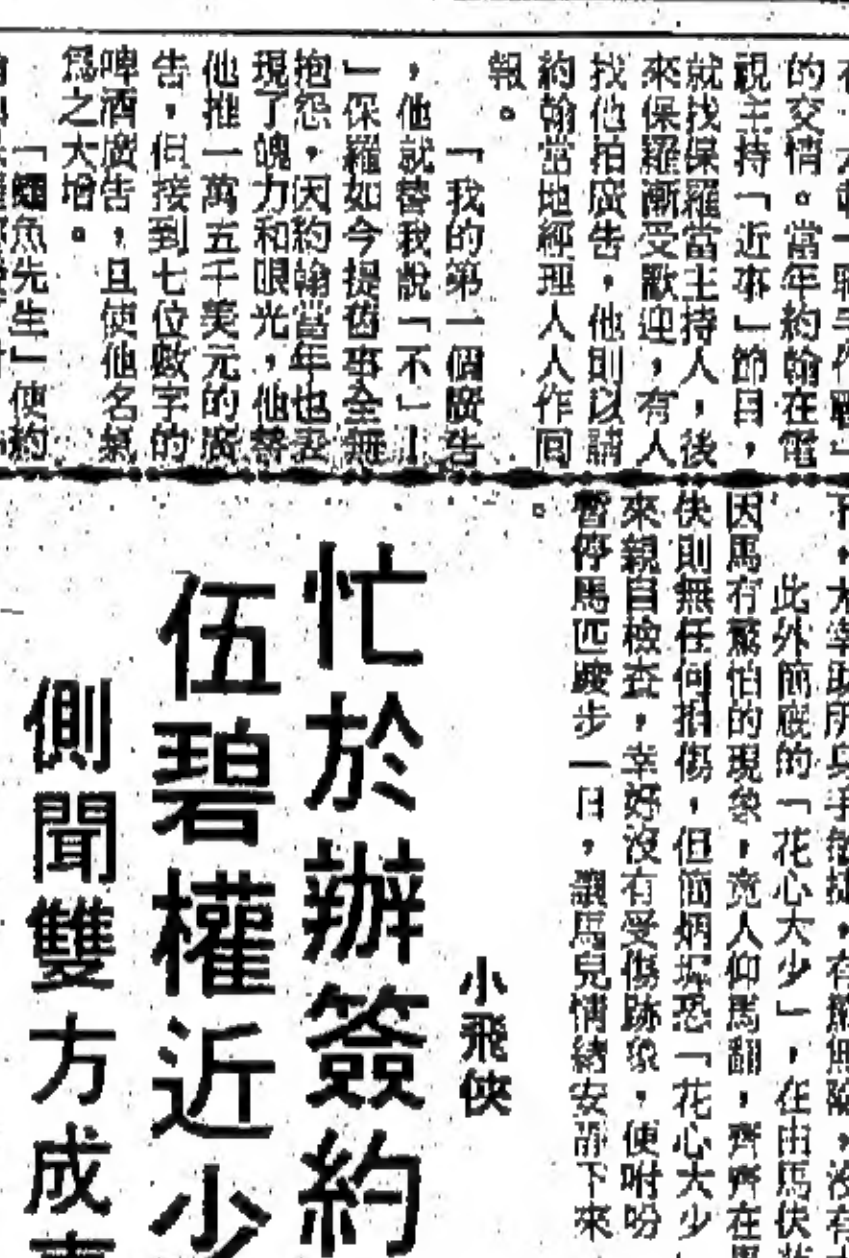 的交情。當年約翰在電
視主持「近事」節目,
就找保羅當主持人,後
來保羅漸受歡迎,有人
找他拍廣告,他則以請
約翰當地經理人人作回
報。
「我的第一個廣告
,他就替我說「不」!
」保羅如今提舊事全無
抱怨,因約翰當年也表
現了魄力和眼光,他替
他推一萬五千美元的廣
告,但接到七位數字的
啤酒廣告,且使他名氣
為之大增。
魚先生」使約
此外簡廄的「花心大少」,在由馬伕
因馬有驚怕的現象,竟人仰馬翻,齊齊在
快則無任何損傷,但簡炳墀恐「花心大少
來親自檢查,幸好沒有受傷跡象,便咐吩
暫停馬匹踱步一日,讓馬兒情緒安靜下來
。
小飛俠
忙於辦簽約
伍碧權近少
側聞雙方成